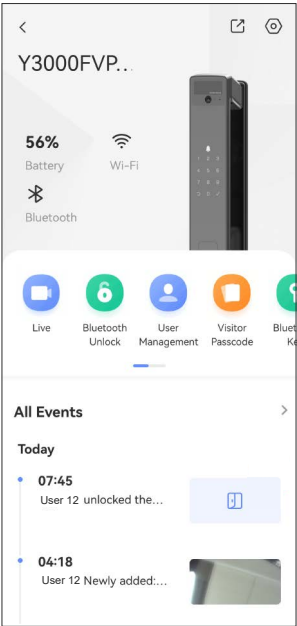 Y3000FVP...
56%
Battery
Wi-Fi
Bluetooth
Live
Bluetooth
Unlock
User
Management
Visitor
Passcode
Bluet
Ke
All Events
Today
07:45
User 12 unlocked the...
04:18
User 12 Newly added:...